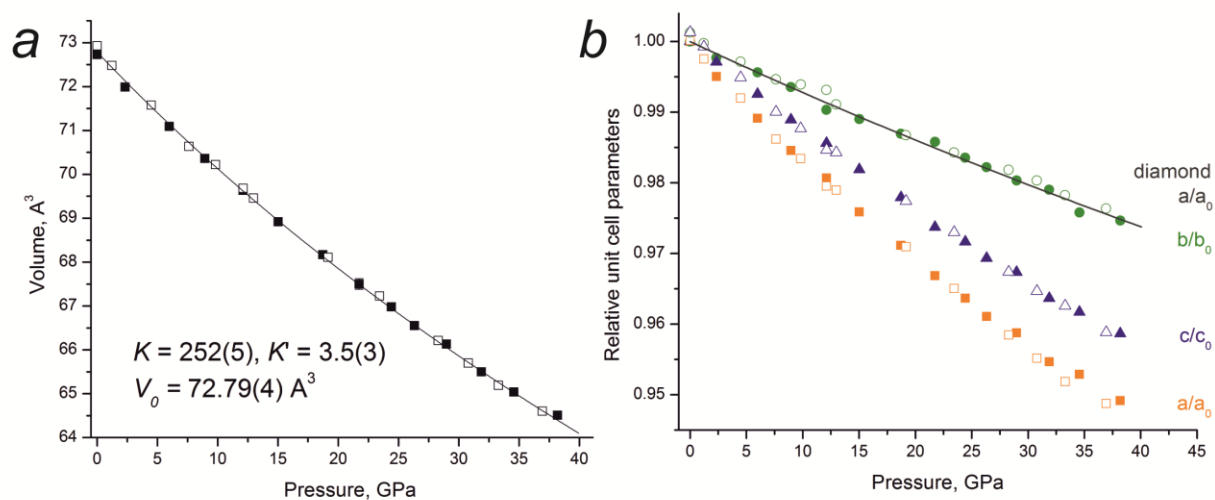 a
Volume, A³
73
72
71
70
69
68
67
66
65
64
K = 252(5), K' = 3.5(3)
V₀ = 72.79(4) A³
0 5 10 15 20 25 30 35 40
Pressure, GPa
b
Relative unit cell parameters
1.00
0.99
0.98
0.97
0.96
0.95
diamond
a/a₀
b/b₀
c/c₀
a/a₀
0 5 10 15 20 25 30 35 40 45
Pressure, GPa